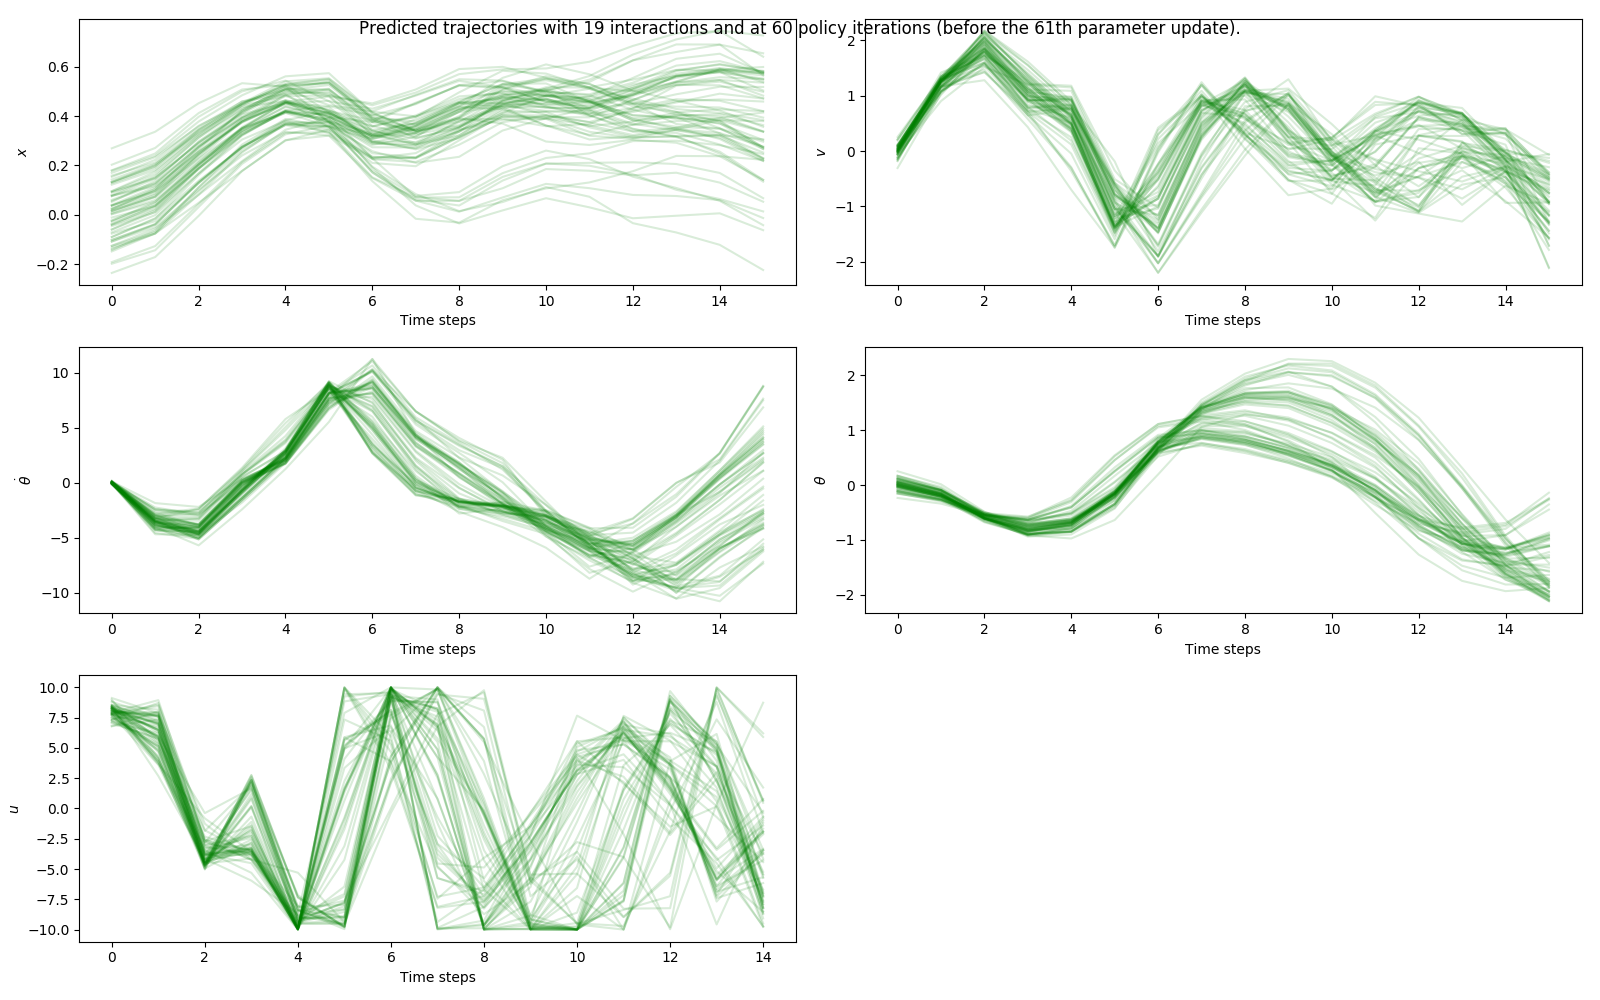 Predicted trajectories with 19 interactions and at 60 policy iterations (before the 61th parameter update).
0.6
0.4
0.2
0.0
−0.2
x
0 2 4 6 8 10 12 14
Time steps
2
1
0
−1
−2
v
0 2 4 6 8 10 12 14
Time steps
10
5
0
−5
−10
θ̇
0 2 4 6 8 10 12 14
Time steps
2
1
0
−1
−2
θ
0 2 4 6 8 10 12 14
Time steps
10.0
7.5
5.0
2.5
0.0
−2.5
−5.0
−7.5
−10.0
u
0 2 4 6 8 10 12 14
Time steps